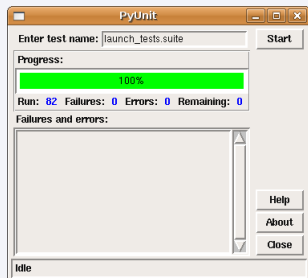 PyUnit
Enter test name: launch_tests.suite Start
Progress:
100%
Run: 82 Failures: 0 Errors: 0 Remaining: 0
Failures and errors:
Help
About
Close
Idle